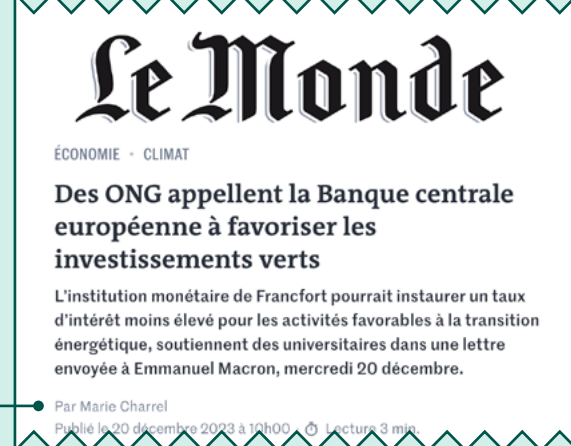 Le Monde
ÉCONOMIE • CLIMAT
Des ONG appellent la Banque centrale
européenne à favoriser les
investissements verts
L’institution monétaire de Francfort pourrait instaurer un taux
d’intérêt moins élevé pour les activités favorables à la transition
énergétique, soutiennent des universitaires dans une lettre
envoyée à Emmanuel Macron, mercredi 20 décembre.
Par Marie Charrel
Publié le 20 décembre 2023 à 10h00 · Lecture 3 min.